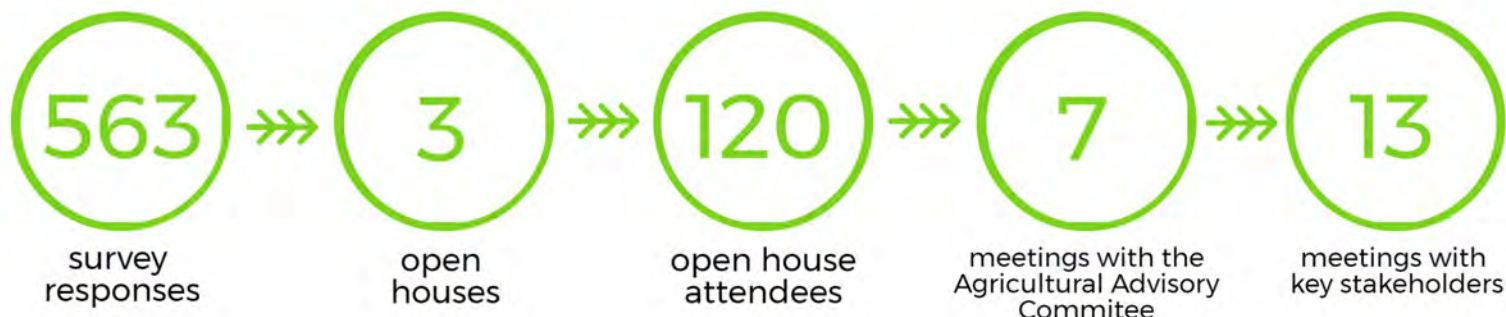 563
3
120
7
13
survey
responses
open
houses
open house
attendees
meetings with the
Agricultural Advisory
Commitee
meetings with
key stakeholders